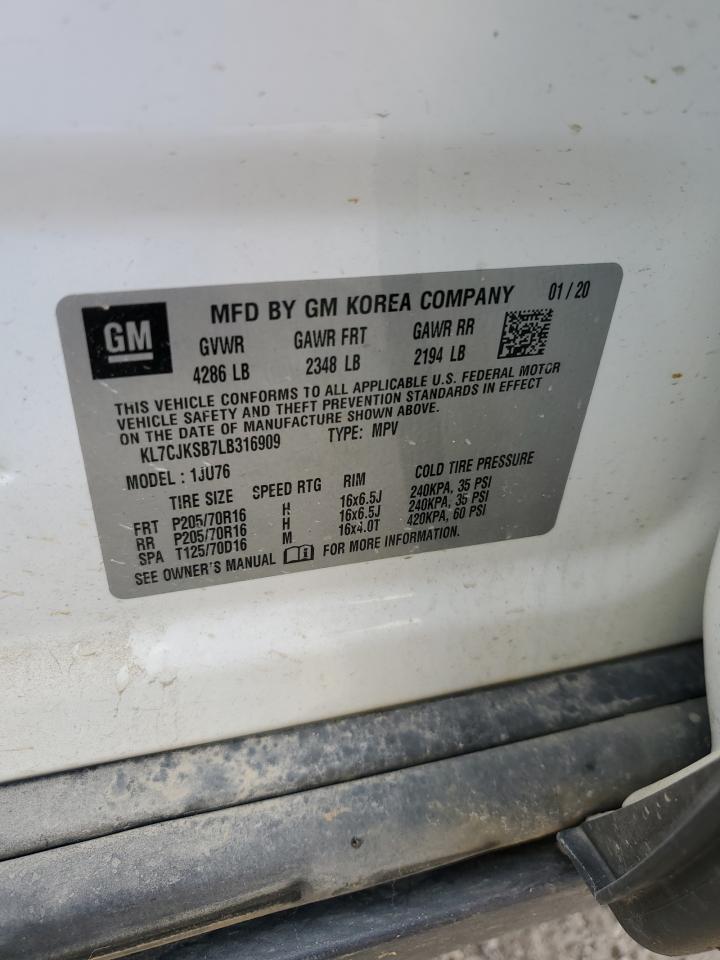 GM
MFD BY GM KOREA COMPANY 01 / 20
GVWR GAWR FRT GAWR RR
4286 LB 2348 LB 2194 LB
THIS VEHICLE CONFORMS TO ALL APPLICABLE U.S. FEDERAL MOTOR
VEHICLE SAFETY AND THEFT PREVENTION STANDARDS IN EFFECT
ON THE DATE OF MANUFACTURE SHOWN ABOVE.
KL7CJKSB7LB316909 TYPE: MPV
MODEL : 1JU76
TIRE SIZE SPEED RTG RIM COLD TIRE PRESSURE
FRT P205/70R16 H 16x6.5J 240KPA, 35 PSI
RR P205/70R16 H 16x6.5J 240KPA, 35 PSI
SPA T125/70D16 M 16x4.0T 420KPA, 60 PSI
SEE OWNER'S MANUAL FOR MORE INFORMATION.